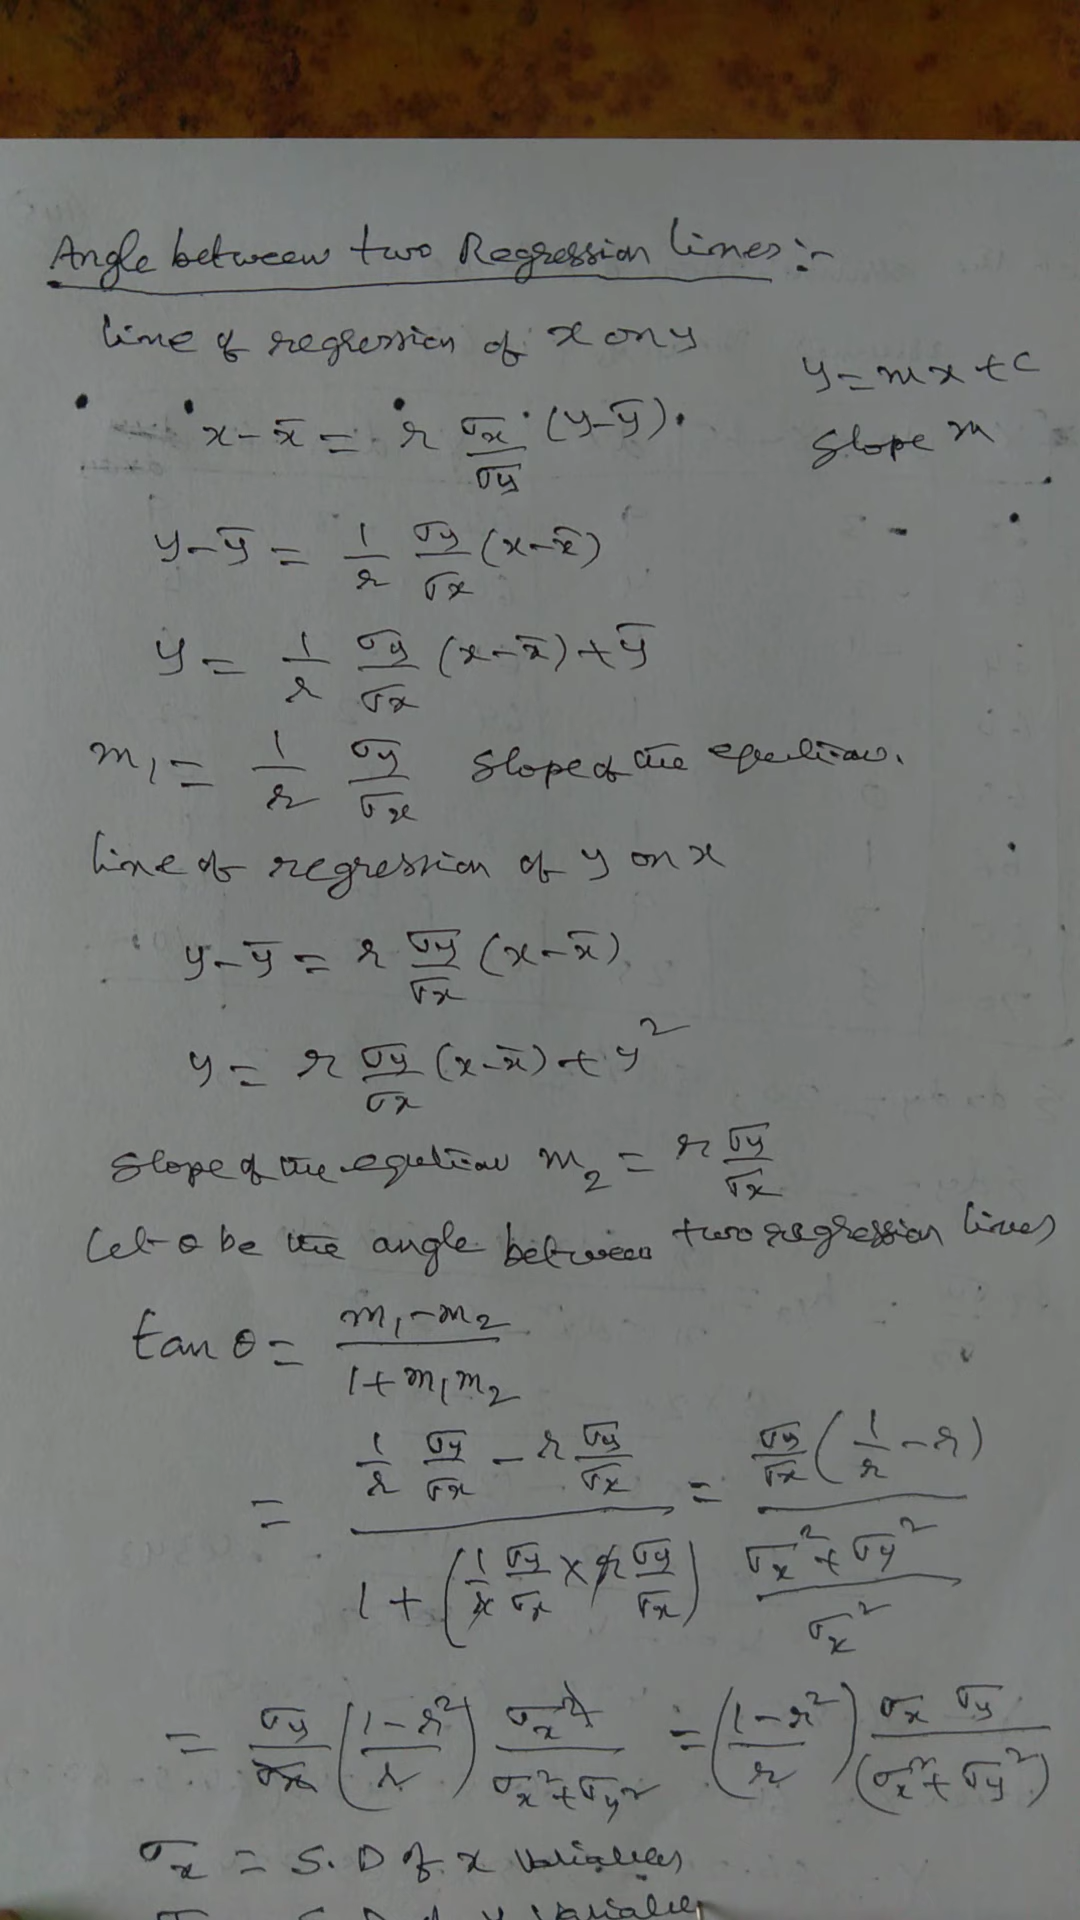 Angle between two Regression lines:-
line of regression of x on y
y = mx + c
x - x̄ = r σx/σy (y - ȳ).
Slope m
y - ȳ = 1/r σy/σx (x - x̄)
y = 1/r σy/σx (x - x̄) + ȳ
m₁ = 1/r σy/σx Slope of the equation.
line of regression of y on x
y - ȳ = r σy/σx (x - x̄)
y = r σy/σx (x - x̄) + y²
Slope of the equation m₂ = r σy/σx
Let θ be the angle between two regression lines
tan θ = (m₁ - m₂)/(1 + m₁m₂)
= (1/r σy/σx - r σy/σx)/(1 + (1/r σy/σx × r σy/σx)) = (σy/σx (1/r - r))/((σx² + σy²)/σx²)
= σy/σx ((1 - r²)/r) σx²/(σx² + σy²) = ((1 - r²)/r) σx σy/(σx² + σy²)
σx = S.D of x variables